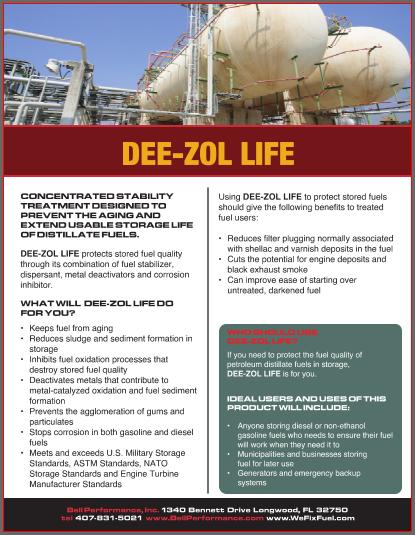 DEE-ZOL LIFE
CONCENTRATED STABILITY
TREATMENT DESIGNED TO
PREVENT THE AGING AND
EXTEND USABLE STORAGE LIFE
OF DISTILLATE FUELS.
DEE-ZOL LIFE protects stored fuel quality
through its combination of fuel stabilizer,
dispersant, metal deactivators and corrosion
inhibitor.
WHAT WILL DEE-ZOL LIFE DO
FOR YOU?
• Keeps fuel from aging
• Reduces sludge and sediment formation in
storage
• Inhibits fuel oxidation processes that
destroy stored fuel quality
• Deactivates metals that contribute to
metal-catalyzed oxidation and fuel sediment
formation
• Prevents the agglomeration of gums and
particulates
• Stops corrosion in both gasoline and diesel
fuels
• Meets and exceeds U.S. Military Storage
Standards, ASTM Standards, NATO
Storage Standards and Engine Turbine
Manufacturer Standards
Using DEE-ZOL LIFE to protect stored fuels
should give the following benefits to treated
fuel users:
• Reduces filter plugging normally associated
with shellac and varnish deposits in the fuel
• Cuts the potential for engine deposits and
black exhaust smoke
• Can improve ease of starting over
untreated, darkened fuel
WHO SHOULD USE
DEE-ZOL LIFE?
If you need to protect the fuel quality of
petroleum distillate fuels in storage,
DEE-ZOL LIFE is for you.
IDEAL USERS AND USES OF THIS
PRODUCT WILL INCLUDE:
• Anyone storing diesel or non-ethanol
gasoline fuels who needs to ensure their fuel
will work when they need it to
• Municipalities and businesses storing
fuel for later use
• Generators and emergency backup
systems
Bell Performance, Inc. 1340 Bennett Drive Longwood, FL 32750
tel 407-831-5021 www.BellPerformance.com www.WeFixFuel.com